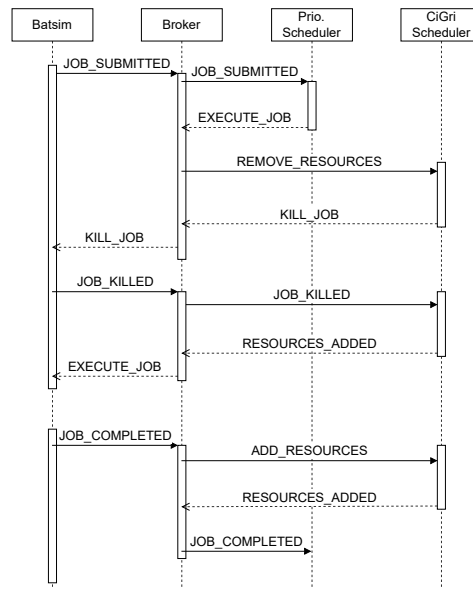 Batsim
Broker
Prio.
Scheduler
CiGri
Scheduler
JOB_SUBMITTED
JOB_SUBMITTED
EXECUTE_JOB
REMOVE_RESOURCES
KILL_JOB
KILL_JOB
JOB_KILLED
JOB_KILLED
RESOURCES_ADDED
EXECUTE_JOB
JOB_COMPLETED
ADD_RESOURCES
RESOURCES_ADDED
JOB_COMPLETED